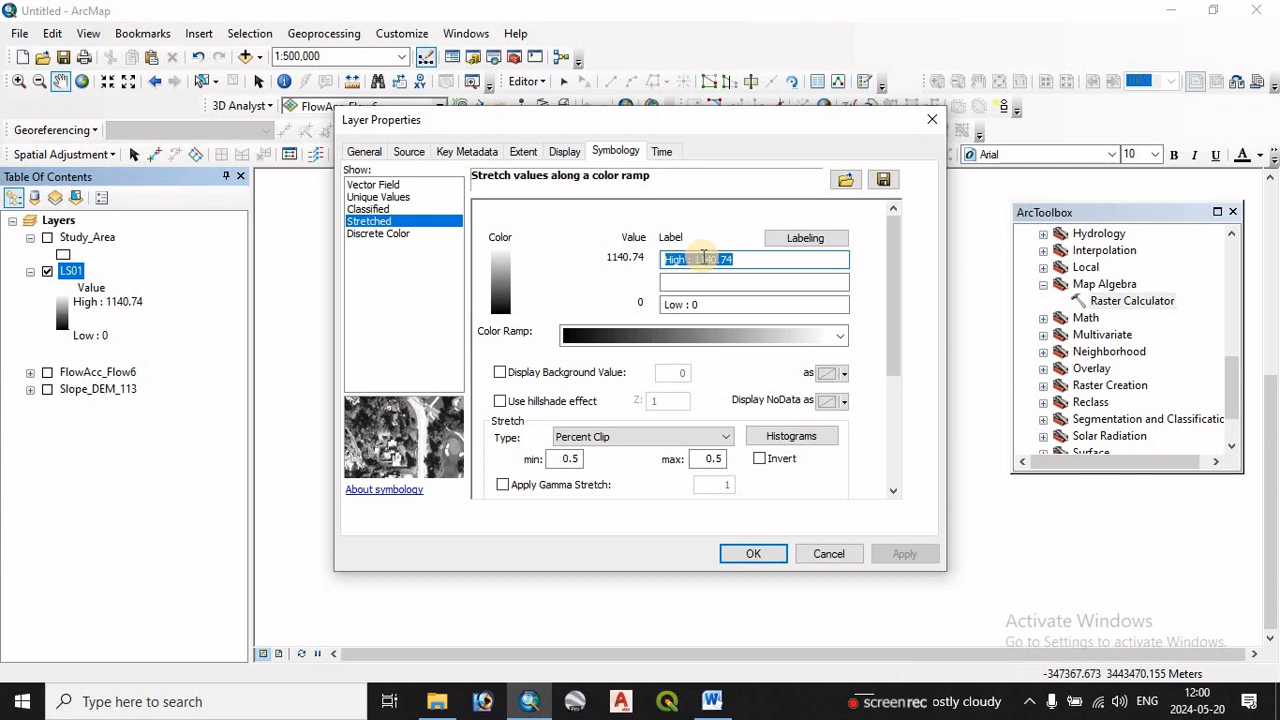 Untitled - ArcMap
File Edit View Bookmarks Insert Selection Geoprocessing Customize Windows Help
1:500,000
Editor
3D Analyst FlowAcc_Flow6
Georeferencing
Spatial Adjustment Arial 10 B I U A
Table Of Contents
Layers
Study_Area
LS01
Value
High : 1140.74
Low : 0
FlowAcc_Flow6
Slope_DEM_113
Layer Properties
General Source Key Metadata Extent Display Symbology Time
Show:
Vector Field
Unique Values
Classified
Stretched
Discrete Color
About symbology
Stretch values along a color ramp
Color Value Label Labeling
1140.74 High : 1140.74
0 Low : 0
Color Ramp:
Display Background Value: 0 as
Use hillshade effect Z: 1 Display NoData as
Stretch
Type: Percent Clip Histograms
min: 0.5 max: 0.5 Invert
Apply Gamma Stretch: 1
OK Cancel Apply
ArcToolbox
Hydrology
Interpolation
Local
Map Algebra
Raster Calculator
Math
Multivariate
Neighborhood
Overlay
Raster Creation
Reclass
Segmentation and Classificatic
Solar Radiation
Surface
Activate Windows
Go to Settings to activate Windows.
-347367.673 3443470.155 Meters
Type here to search
screenrec ostly cloudy
ENG
12:00
2024-05-20